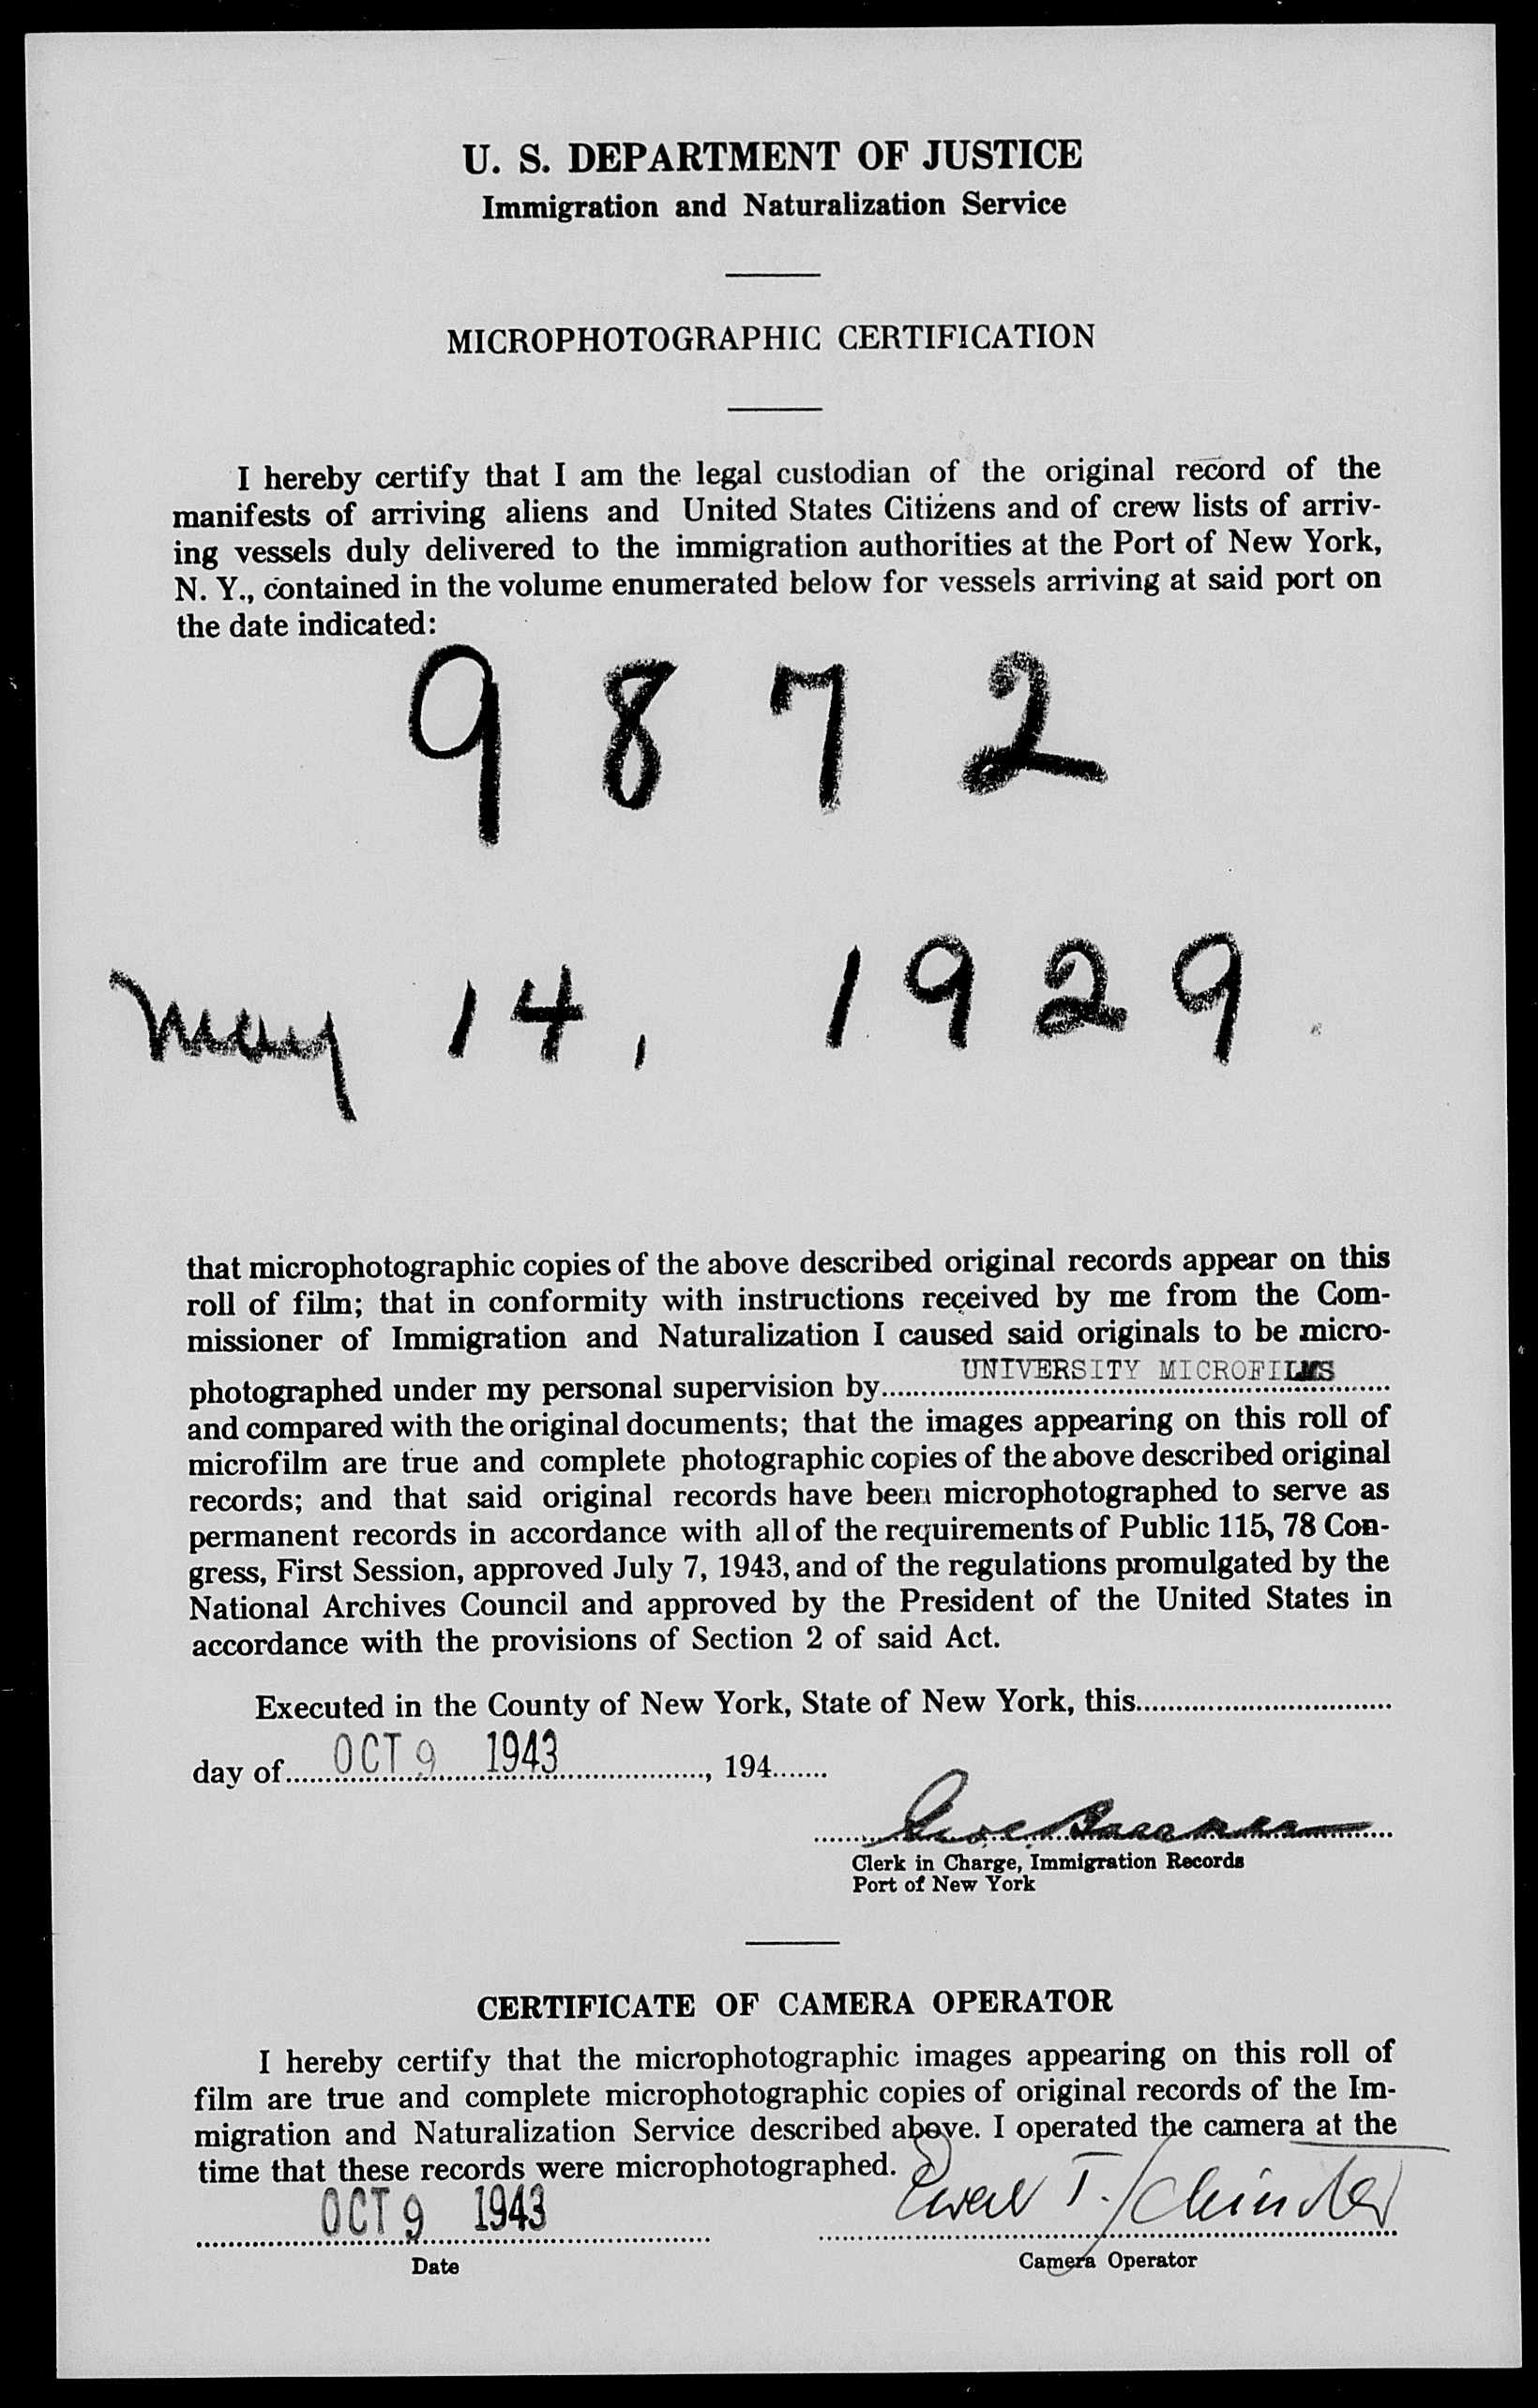 U. S. DEPARTMENT OF JUSTICE
Immigration and Naturalization Service
MICROPHOTOGRAPHIC CERTIFICATION
I hereby certify that I am the legal custodian of the original record of the
manifests of arriving aliens and United States Citizens and of crew lists of arriv-
ing vessels duly delivered to the immigration authorities at the Port of New York,
N. Y., contained in the volume enumerated below for vessels arriving at said port on
the date indicated:
9872
May 14, 1929.
that microphotographic copies of the above described original records appear on this
roll of film; that in conformity with instructions received by me from the Com-
missioner of Immigration and Naturalization I caused said originals to be micro-
photographed under my personal supervision by UNIVERSITY MICROFILMS
and compared with the original documents; that the images appearing on this roll of
microfilm are true and complete photographic copies of the above described original
records; and that said original records have been microphotographed to serve as
permanent records in accordance with all of the requirements of Public 115, 78 Con-
gress, First Session, approved July 7, 1943, and of the regulations promulgated by the
National Archives Council and approved by the President of the United States in
accordance with the provisions of Section 2 of said Act.
Executed in the County of New York, State of New York, this
day of OCT 9 1943, 194
Clerk in Charge, Immigration Records
Port of New York
CERTIFICATE OF CAMERA OPERATOR
I hereby certify that the microphotographic images appearing on this roll of
film are true and complete microphotographic copies of original records of the Im-
migration and Naturalization Service described above. I operated the camera at the
time that these records were microphotographed.
OCT 9 1943 T. Schindler
Date Camera Operator